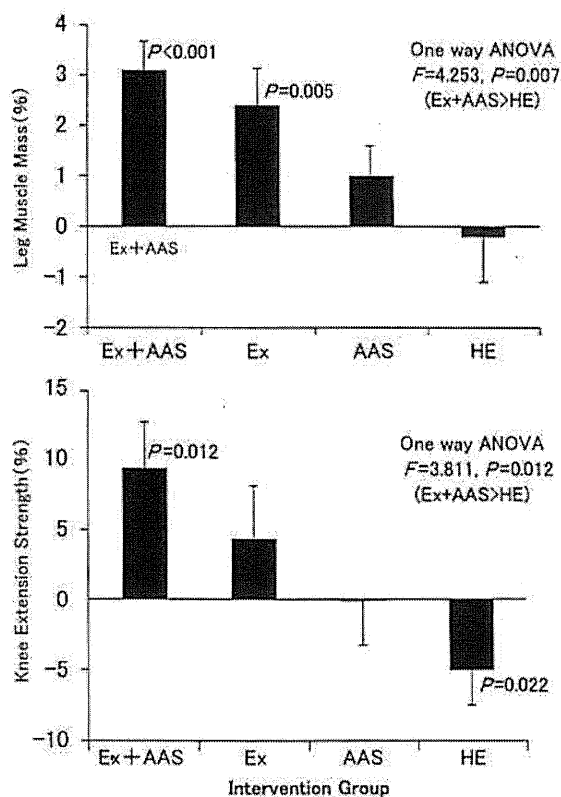 4
P<0.001
One way ANOVA
P=0.005
F=4.253, P=0.007
(Ex+AAS>HE)
3
2
1
0
Ex+AAS
-1
-2
Leg Muscle Mass(%)
Ex+AAS Ex AAS HE
15
One way ANOVA
P=0.012
F=3.811, P=0.012
(Ex+AAS>HE)
10
5
0
-5
P=0.022
-10
Knee Extension Strength(%)
Ex+AAS Ex AAS HE
Intervention Group